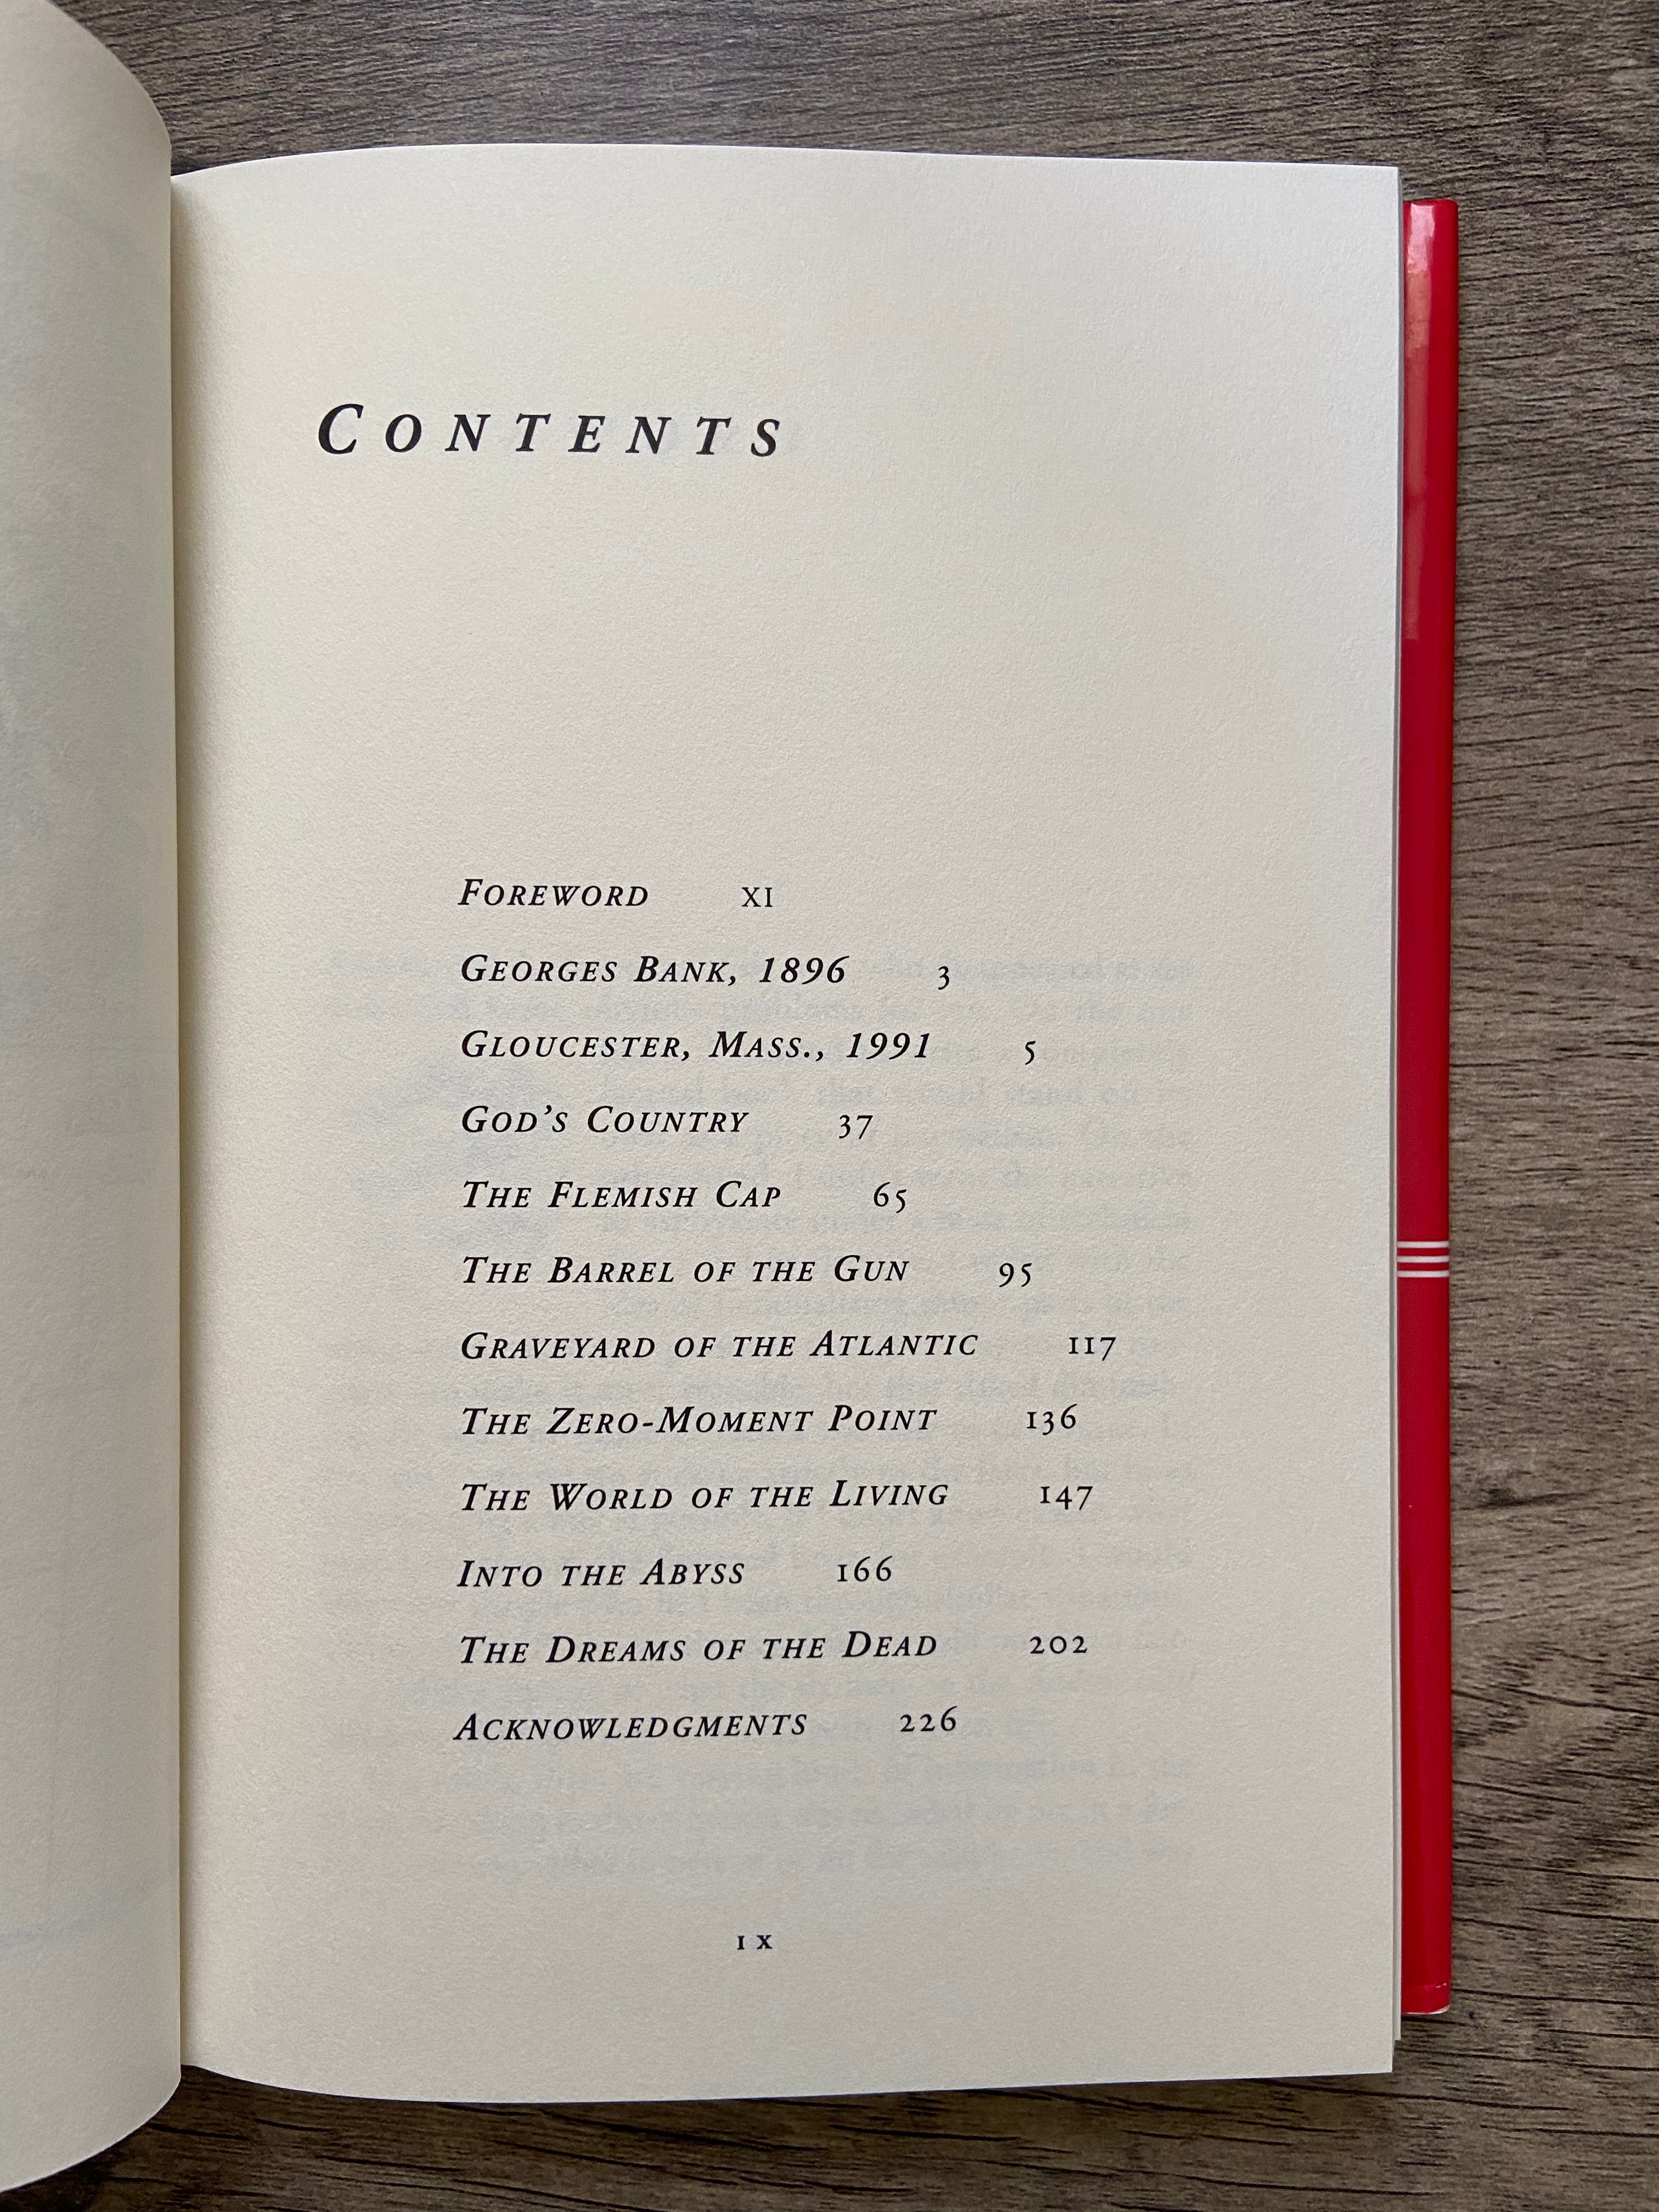 CONTENTS
FOREWORD XI
GEORGES BANK, 1896 3
GLOUCESTER, MASS., 1991 5
GOD’S COUNTRY 37
THE FLEMISH CAP 65
THE BARREL OF THE GUN 95
GRAVEYARD OF THE ATLANTIC 117
THE ZERO-MOMENT POINT 136
THE WORLD OF THE LIVING 147
INTO THE ABYSS 166
THE DREAMS OF THE DEAD 202
ACKNOWLEDGMENTS 226
IX